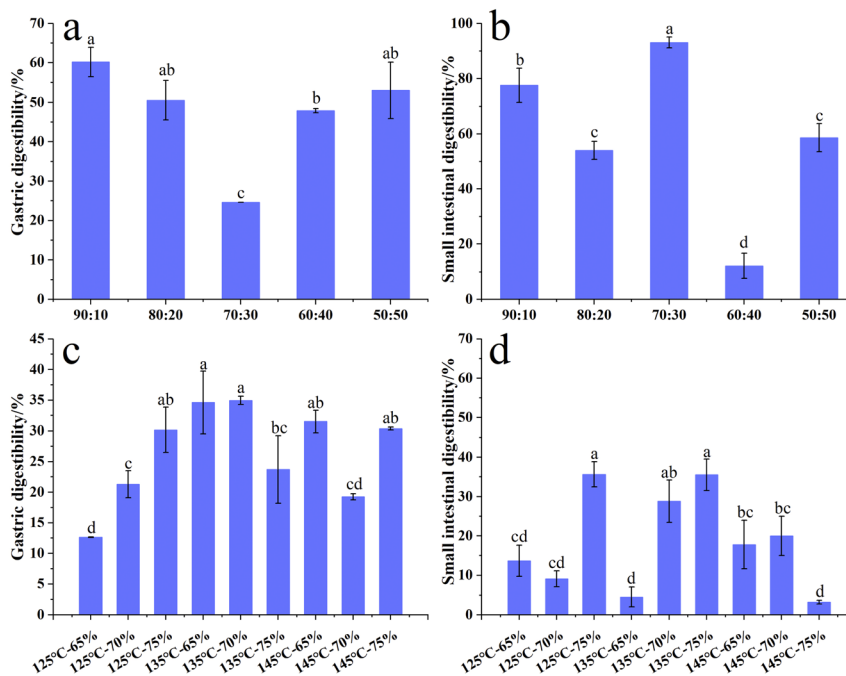 a
Gastric digestibility/%
70
60
50
40
30
20
10
0
a
ab
c
b
ab
90:10 80:20 70:30 60:40 50:50
b
Small intestinal digestibility/%
100
80
60
40
20
0
b
c
a
d
c
90:10 80:20 70:30 60:40 50:50
c
Gastric digestibility/%
45
40
35
30
25
20
15
10
5
0
d
c
ab
a
a
bc
ab
cd
ab
125°C-65%
125°C-70%
125°C-75%
135°C-65%
135°C-70%
135°C-75%
145°C-65%
145°C-70%
145°C-75%
d
Small intestinal digestibility/%
70
60
50
40
30
20
10
0
cd
cd
a
d
ab
a
bc
bc
d
125°C-65%
125°C-70%
125°C-75%
135°C-65%
135°C-70%
135°C-75%
145°C-65%
145°C-70%
145°C-75%